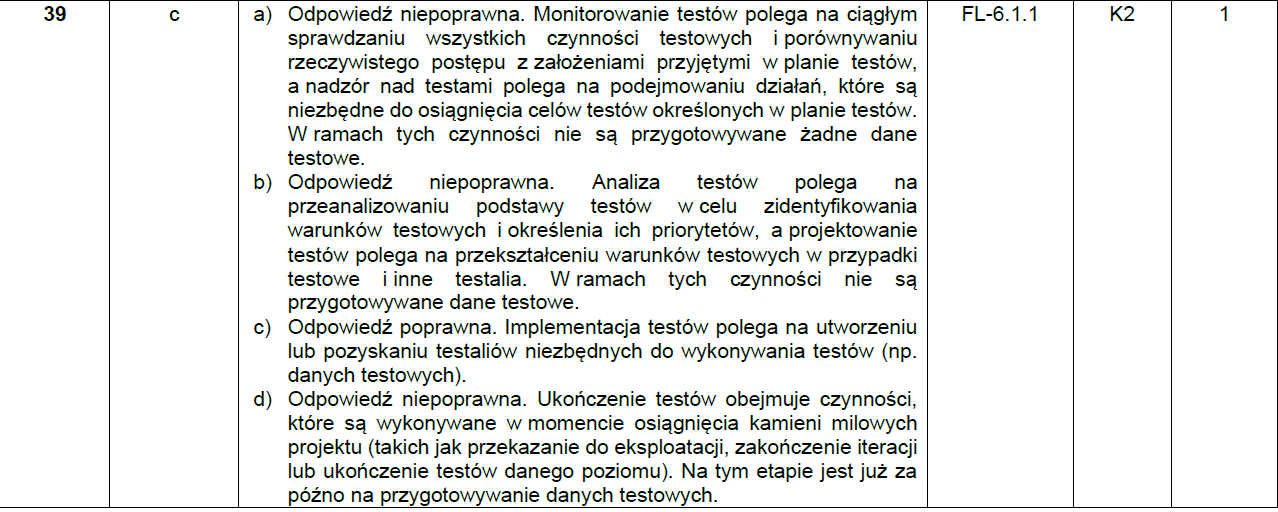 39 c a) Odpowiedź niepoprawna. Monitorowanie testów polega na ciągłym FL-6.1.1 K2 1
sprawdzaniu wszystkich czynności testowych i porównywaniu
rzeczywistego postępu z założeniami przyjętymi w planie testów,
a nadzór nad testami polega na podejmowaniu działań, które są
niezbędne do osiągnięcia celów testów określonych w planie testów.
W ramach tych czynności nie są przygotowywane żadne dane
testowe.
b) Odpowiedź niepoprawna. Analiza testów polega na
przeanalizowaniu podstawy testów w celu zidentyfikowania
warunków testowych i określenia ich priorytetów, a projektowanie
testów polega na przekształceniu warunków testowych w przypadki
testowe i inne testalia. W ramach tych czynności nie są
przygotowywane dane testowe.
c) Odpowiedź poprawna. Implementacja testów polega na utworzeniu
lub pozyskaniu testaliów niezbędnych do wykonywania testów (np.
danych testowych).
d) Odpowiedź niepoprawna. Ukończenie testów obejmuje czynności,
które są wykonywane w momencie osiągnięcia kamieni milowych
projektu (takich jak przekazanie do eksploatacji, zakończenie iteracji
lub ukończenie testów danego poziomu). Na tym etapie jest już za
późno na przygotowywanie danych testowych.